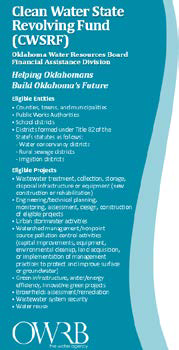 Clean Water State
Revolving Fund
(CWSRF)
Oklahoma Water Resources Board
Financial Assistance Division
Helping Oklahomans
Build Oklahoma's Future
Eligible Entities
• Counties, towns, and municipalities
• Public Works Authorities
• School districts
• Districts formed under Title 82 of the
State's statutes as follows:
- Water conservancy districts
- Rural sewage districts
- Irrigation districts
Eligible Projects
• Wastewater treatment, collection, storage,
disposal infrastructure or equipment (new
construction or rehabilitation)
• Engineering/technical planning,
monitoring, assessment, design, construction
of eligible projects
• Urban stormwater activities
• Watershed management/nonpoint
source pollution control activities
(capital improvements, equipment,
environmental cleanup, land acquisition,
or implementation of management
practices to protect and improve surface
or groundwater)
• Green infrastructure, water/energy
efficiency, innovative green projects
• Brownfields assessment/remediation
• Wastewater system security
• Water reuse
OWRB
the water agency